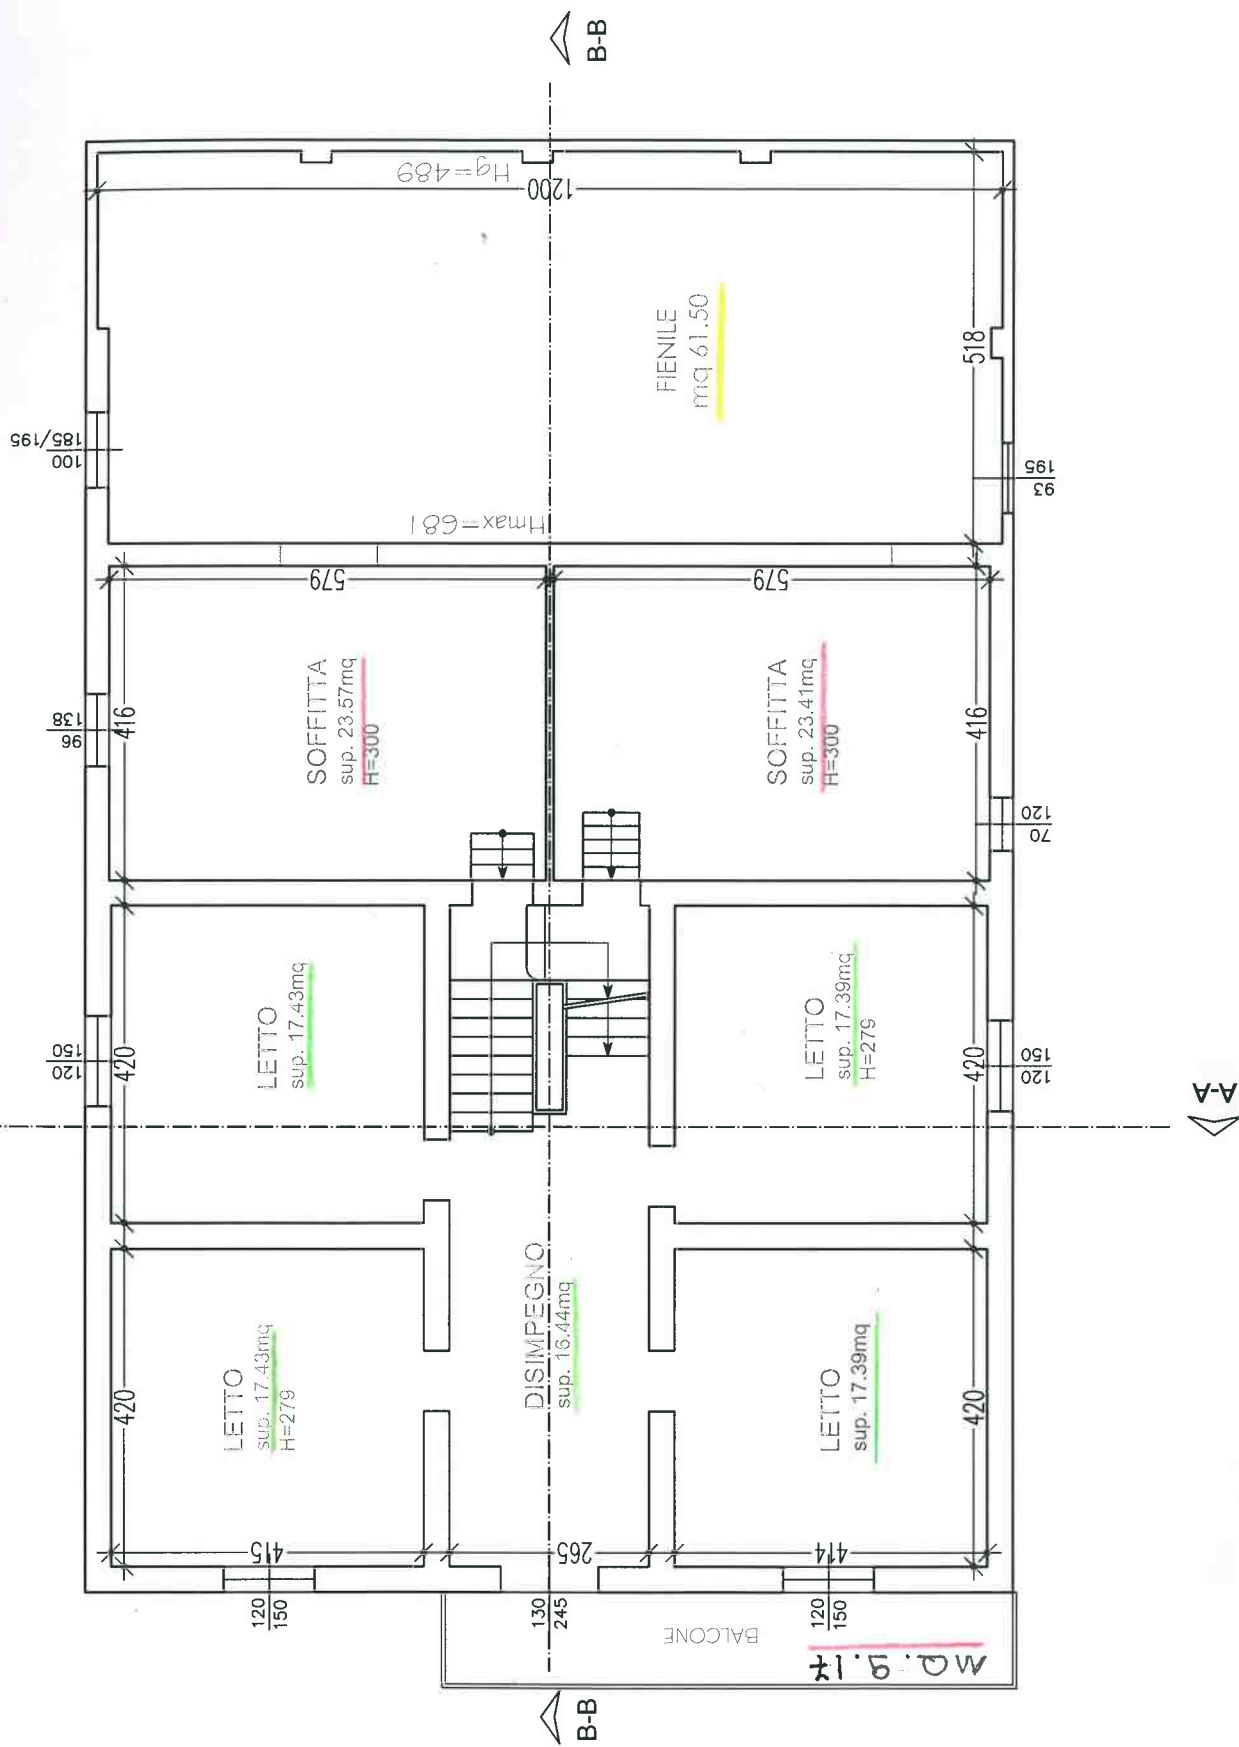 B-B
Hg=489
1200
FIENILE
mq 61.50
518
100
185/195
93
195
Hmax=681
579
579
SOFFITTA
sup. 23.57mq
H=300
SOFFITTA
sup. 23.41mq
H=300
416
416
96
138
70
120
LETTO
sup. 17.43mq
LETTO
sup. 17.39mq
H=279
420
420
120
150
120
150
A-A
LETTO
sup. 17.43mq
H=279
DISIMPEGNO
sup. 16.44mq
LETTO
sup. 17.39mq
420
420
415
265
414
120
150
130
245
120
150
BALCONE
MQ. 9.17
B-B